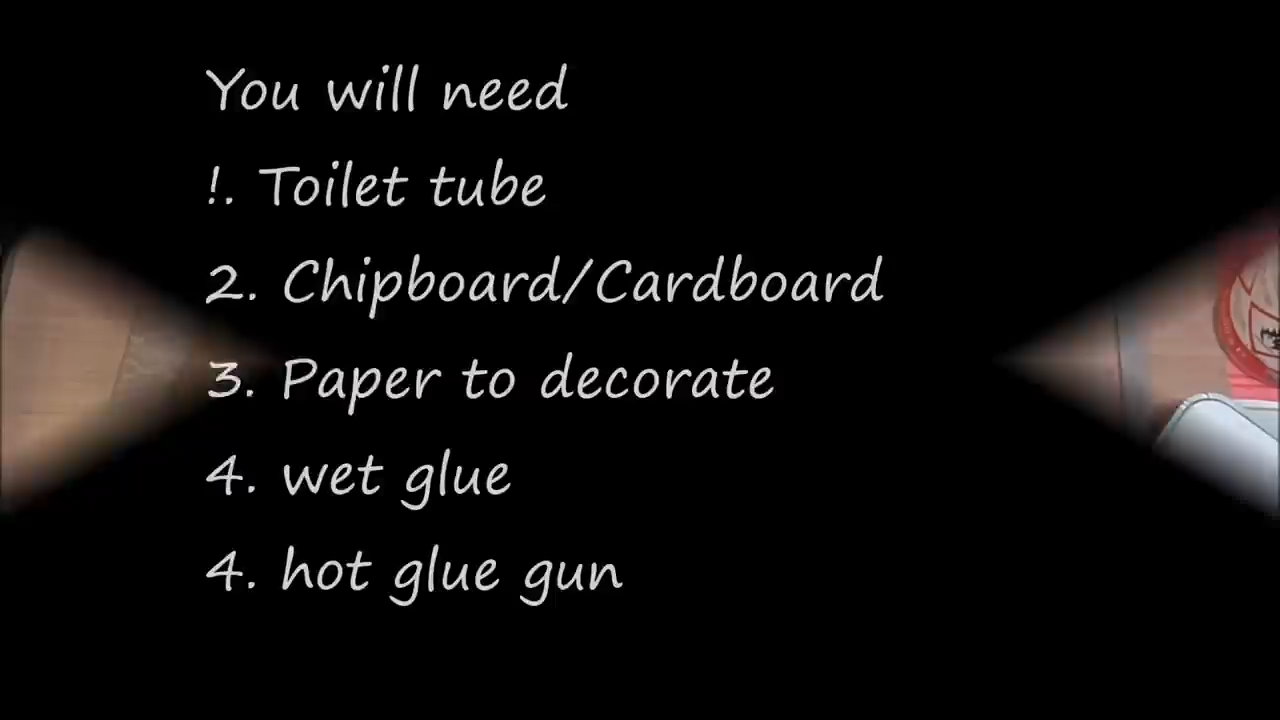 You will need
!. Toilet tube
2. Chipboard/Cardboard
3. Paper to decorate
4. wet glue
4. hot glue gun